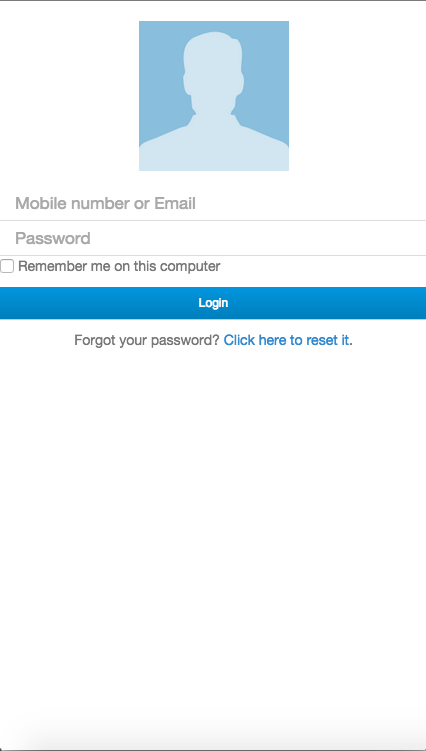 Mobile number or Email
Password
Remember me on this computer
Login
Forgot your password? Click here to reset it.